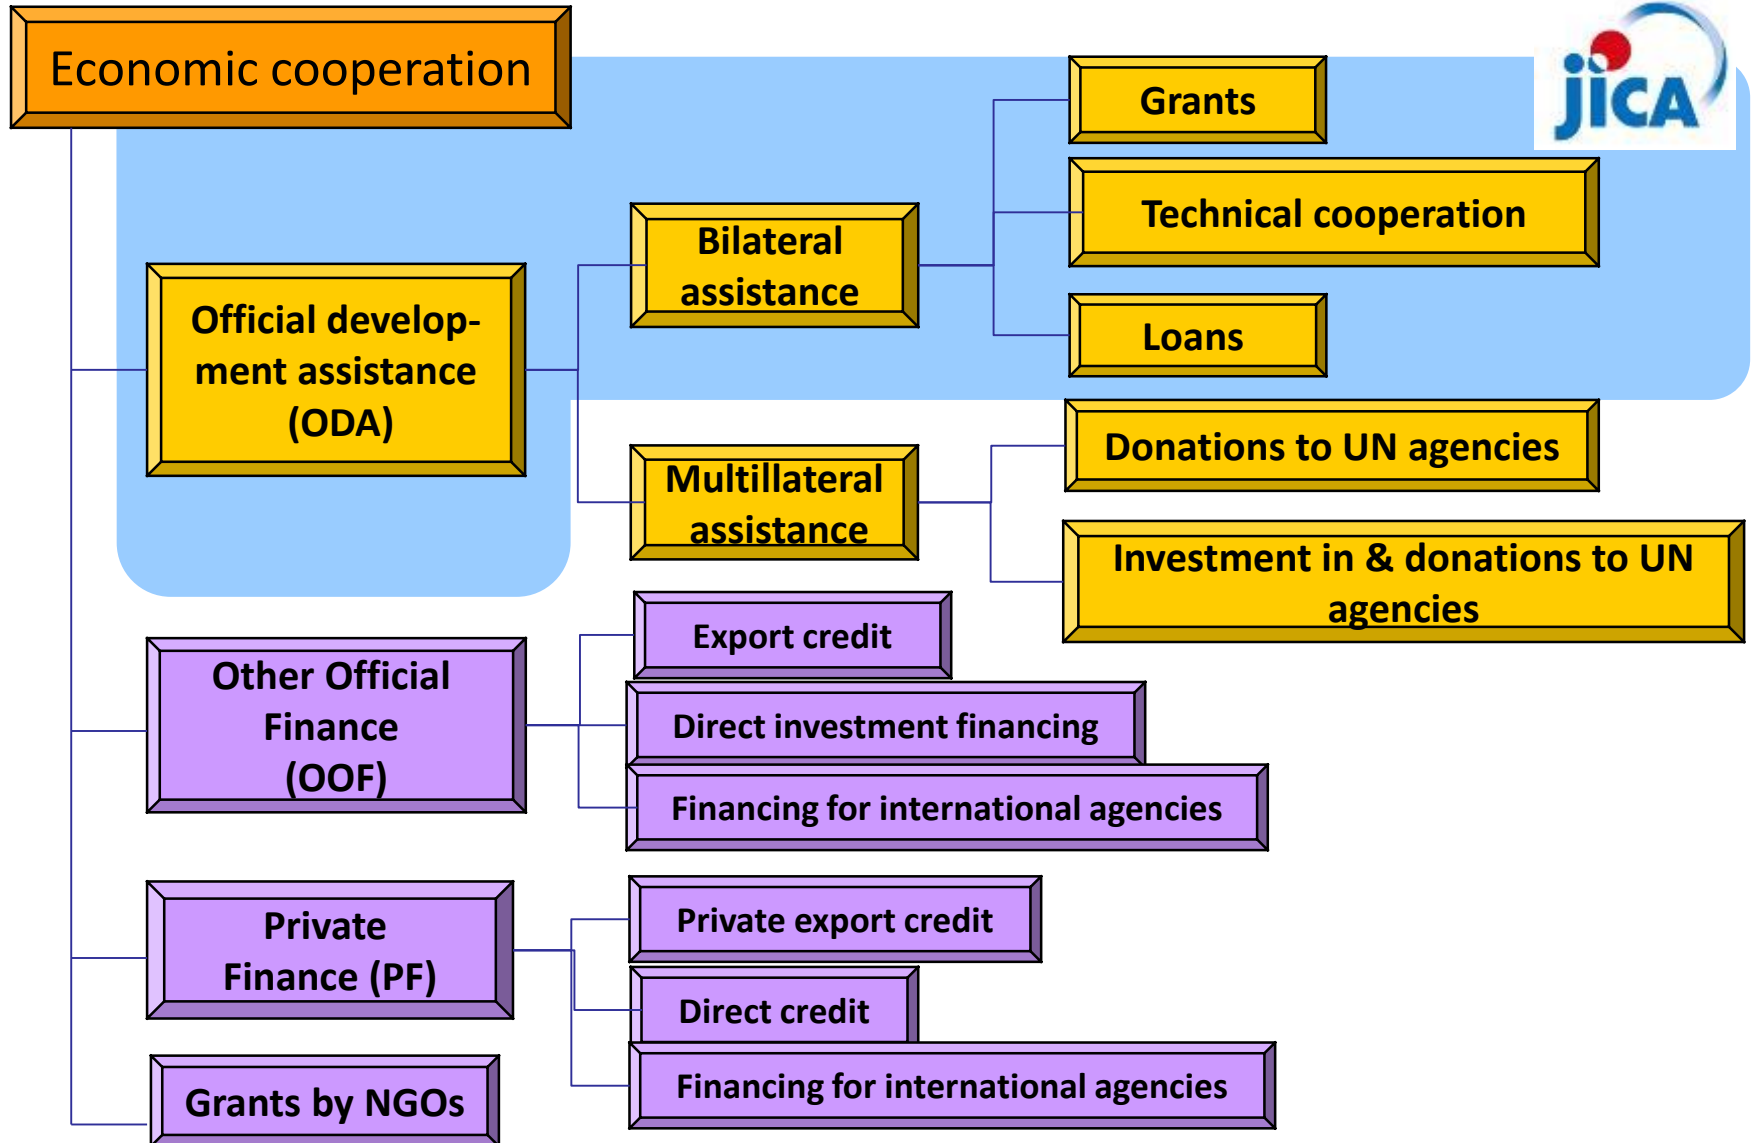 Economic cooperation
jica
Grants
Technical cooperation
Bilateral
assistance
Official develop-
ment assistance
(ODA)
Loans
Donations to UN agencies
Multillateral
assistance
Investment in & donations to UN
agencies
Export credit
Other Official
Finance
(OOF)
Direct investment financing
Financing for international agencies
Private
Finance (PF)
Private export credit
Direct credit
Financing for international agencies
Grants by NGOs